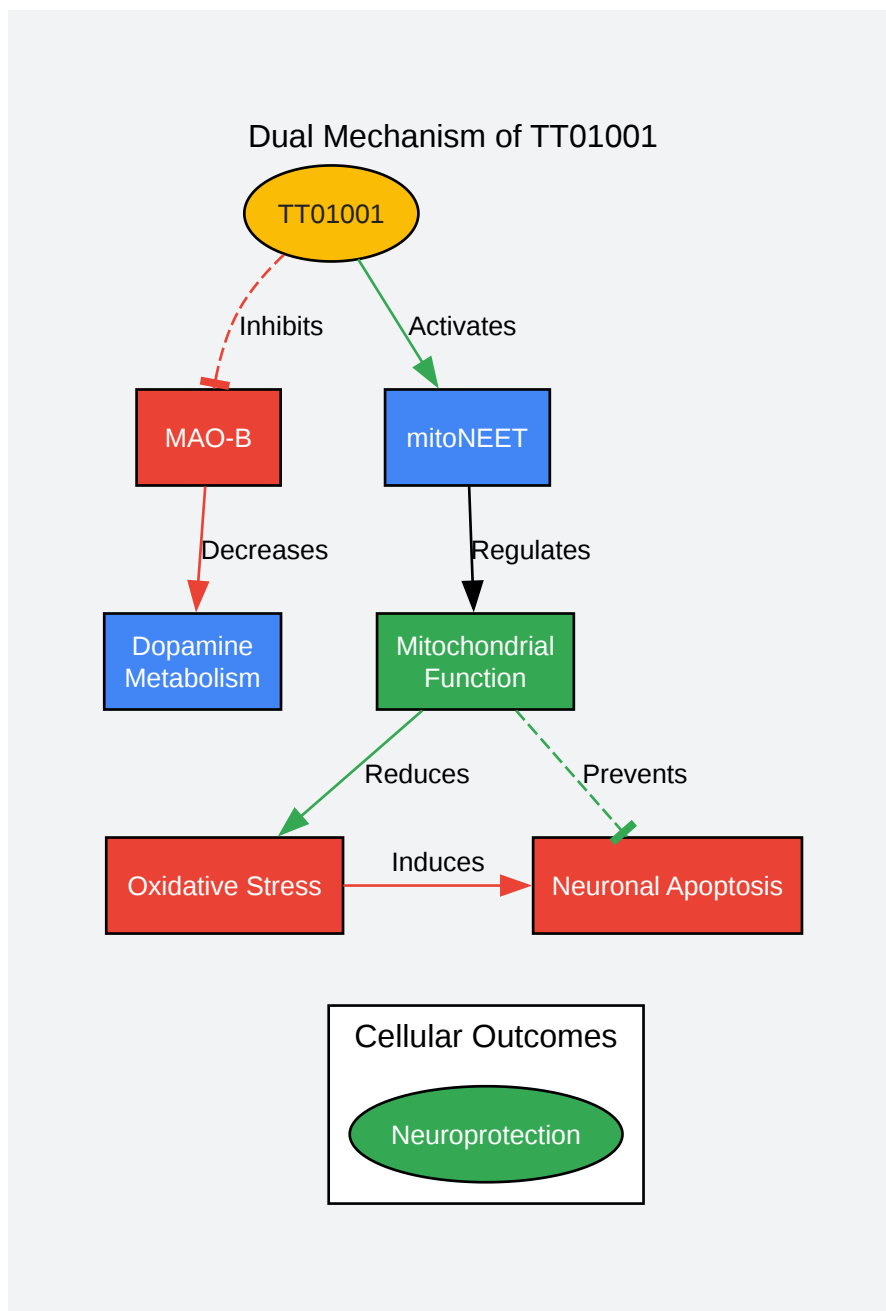 Dual Mechanism of TT01001
TT01001
Inhibits
Activates
MAO-B
mitoNEET
Decreases
Regulates
Dopamine
Metabolism
Mitochondrial
Function
Reduces
Prevents
Oxidative Stress
Induces
Neuronal Apoptosis
Cellular Outcomes
Neuroprotection